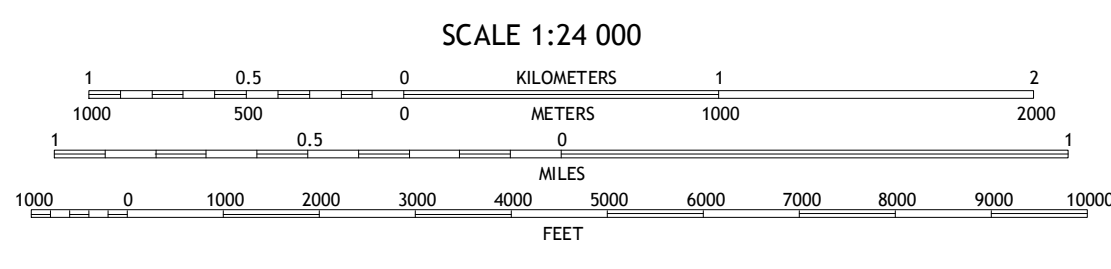 SCALE 1:24 000
1 0.5 0 KILOMETERS 1 2
1000 500 0 METERS 1000 2000
1 0.5 0 1
MILES
1000 0 1000 2000 3000 4000 5000 6000 7000 8000 9000 10000
FEET